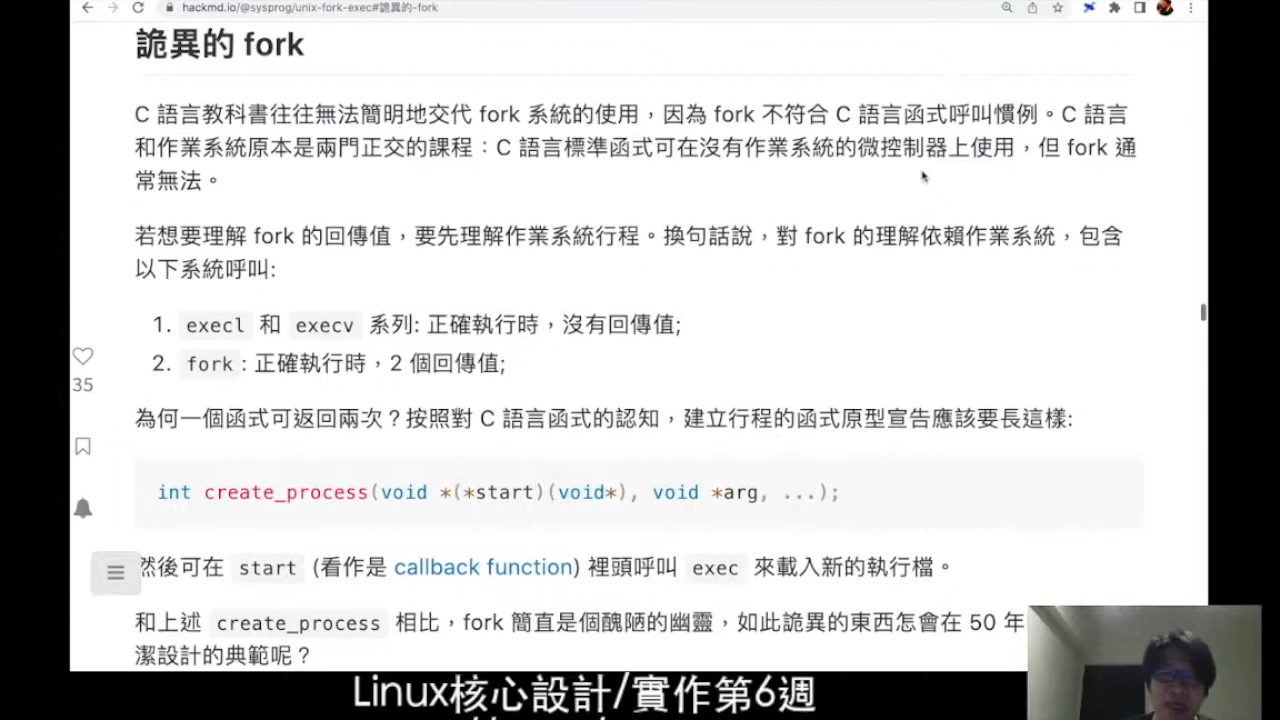 hackmd.io/@sysprog/unix-fork-exec#詭異的-fork
詭異的 fork
C 語言教科書往往無法簡明地交代 fork 系統的使用，因為 fork 不符合 C 語言函式呼叫慣例。C 語言
和作業系統原本是兩門正交的課程：C 語言標準函式可在沒有作業系統的微控制器上使用，但 fork 通
常無法。
若想要理解 fork 的回傳值，要先理解作業系統行程。換句話說，對 fork 的理解依賴作業系統，包含
以下系統呼叫:
1. execl 和 execv 系列: 正確執行時，沒有回傳值;
2. fork: 正確執行時，2 個回傳值;
35
為何一個函式可返回兩次？按照對 C 語言函式的認知，建立行程的函式原型宣告應該要長這樣:
int create_process(void *(*start)(void*), void *arg, ...);
然後可在 start (看作是 callback function) 裡頭呼叫 exec 來載入新的執行檔。
和上述 create_process 相比，fork 簡直是個醜陋的幽靈，如此詭異的東西怎會在 50 年
潔設計的典範呢？
Linux核心設計/實作第6週